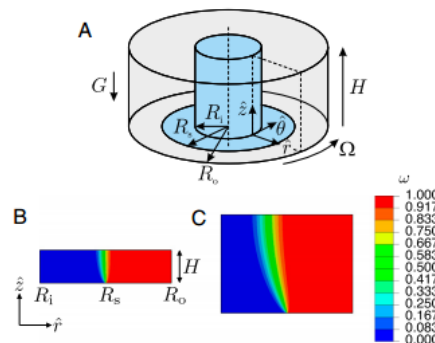 A
G
H
R_i
ẑ
θ̂
R_s
r̂
Ω
R_o
B
C
ω
1.000
0.917
0.833
0.750
0.667
0.583
0.500
0.417
0.333
0.250
0.167
0.083
0.000
H
R_i R_s R_o
ẑ
r̂